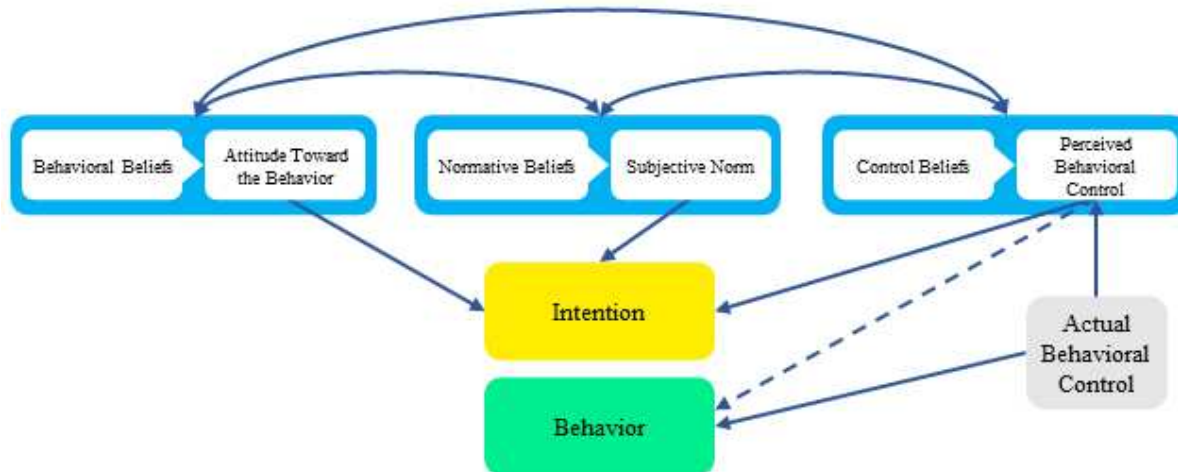 Behavioral Beliefs
Attitude Toward
the Behavior
Normative Beliefs
Subjective Norm
Control Beliefs
Perceived
Behavioral
Control
Intention
Actual
Behavioral
Control
Behavior